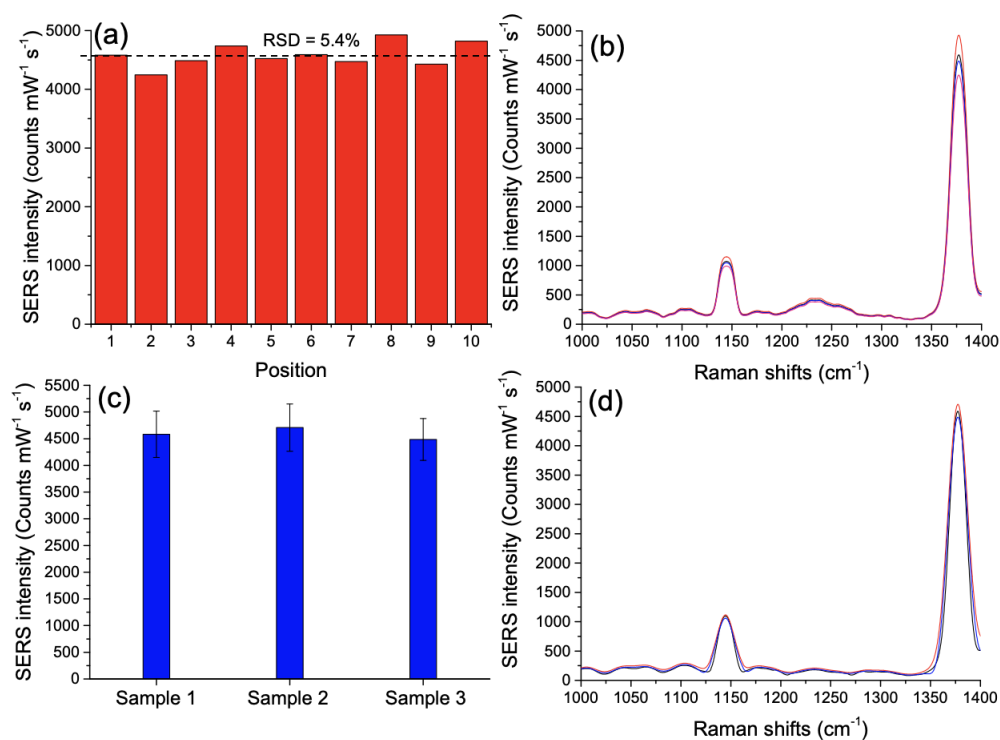 (a)
RSD = 5.4%
SERS intensity (counts mW⁻¹ s⁻¹)
5000
4000
3000
2000
1000
0
1 2 3 4 5 6 7 8 9 10
Position
(b)
SERS intensity (Counts mW⁻¹ s⁻¹)
5000
4500
4000
3500
3000
2500
2000
1500
1000
500
0
1000 1050 1100 1150 1200 1250 1300 1350 1400
Raman shifts (cm⁻¹)
(c)
SERS intensity (Counts mW⁻¹ s⁻¹)
5500
5000
4500
4000
3500
3000
2500
2000
1500
1000
500
0
Sample 1 Sample 2 Sample 3
(d)
SERS intensity (Counts mW⁻¹ s⁻¹)
5000
4500
4000
3500
3000
2500
2000
1500
1000
500
0
1000 1050 1100 1150 1200 1250 1300 1350 1400
Raman shifts (cm⁻¹)